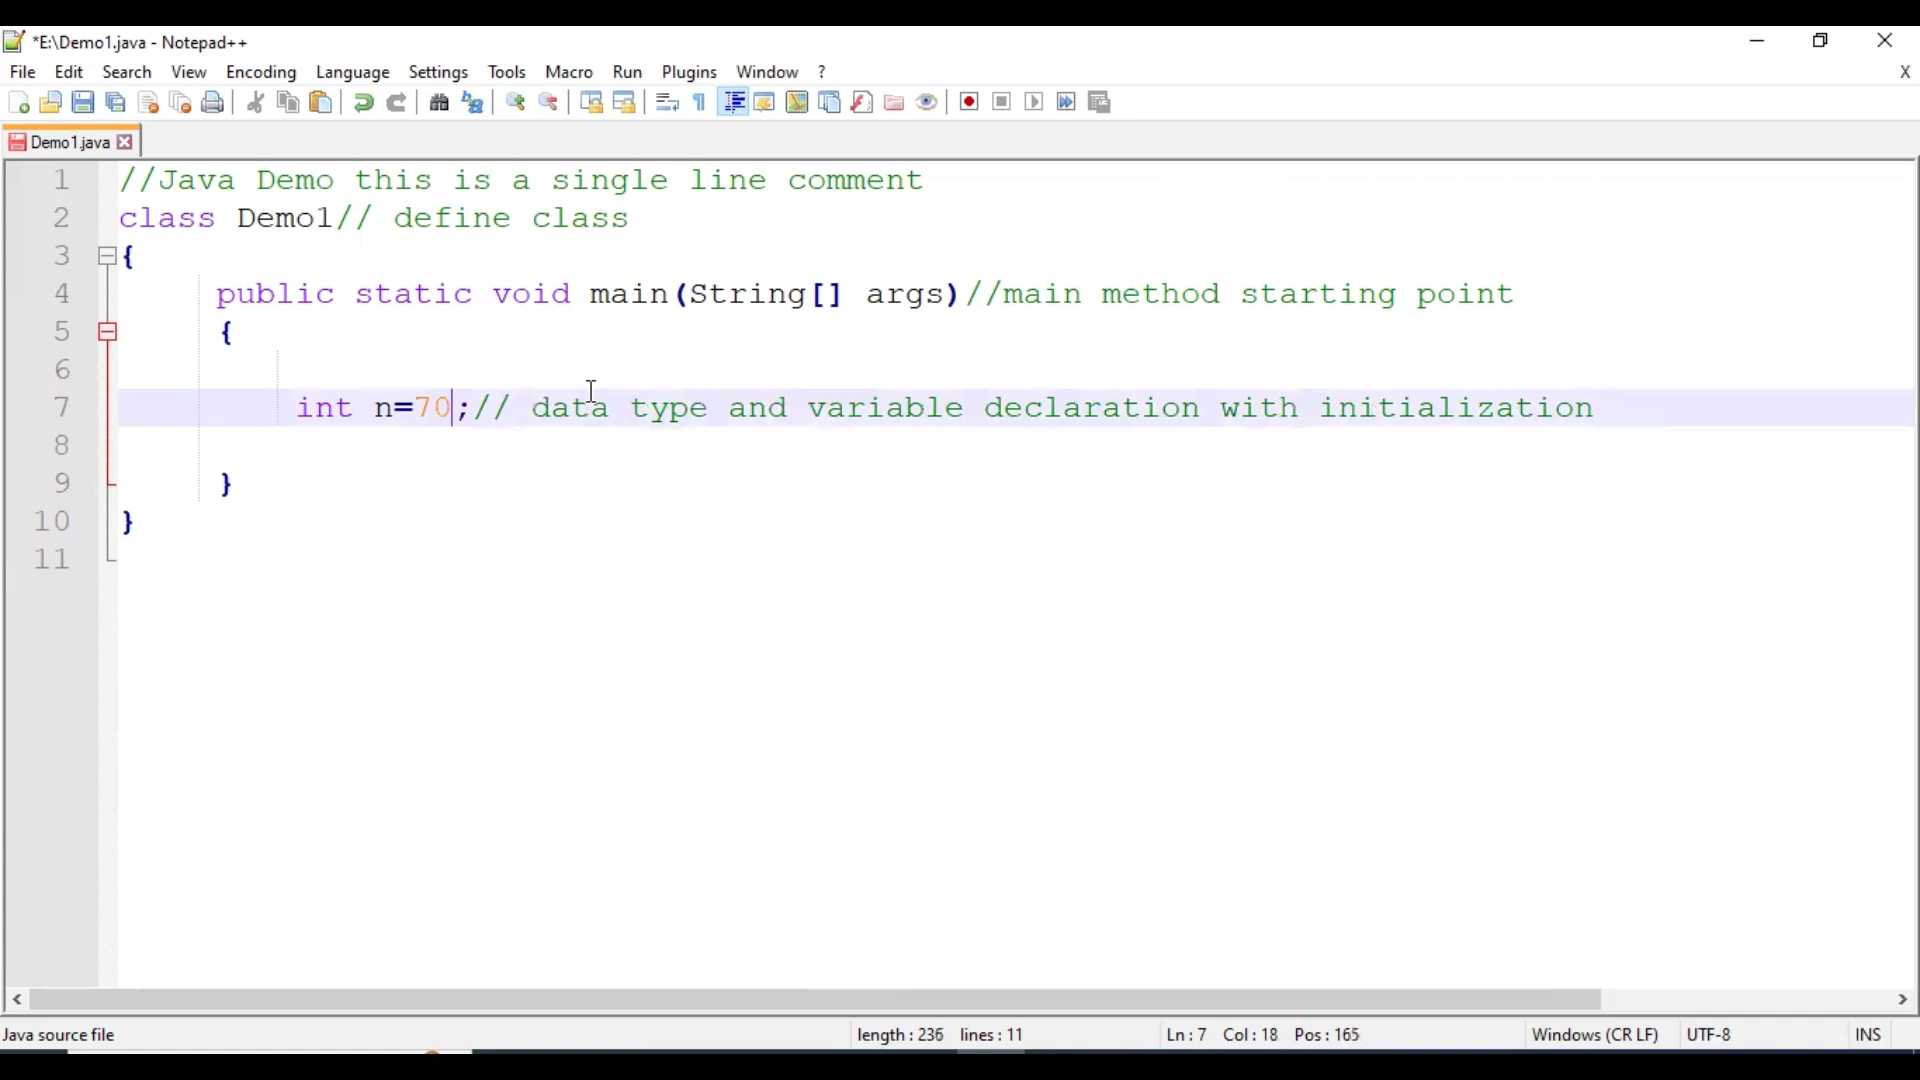 *E:\Demo1.java - Notepad++
File Edit Search View Encoding Language Settings Tools Macro Run Plugins Window ? X
Demo1.java
1 //Java Demo this is a single line comment
2 class Demo1// define class
3 {
4 public static void main(String[] args)//main method starting point
5 {
6
7 int n=70;// data type and variable declaration with initialization
8
9 }
10 }
11
Java source file length : 236 lines : 11 Ln : 7 Col : 18 Pos : 165 Windows (CR LF) UTF-8 INS